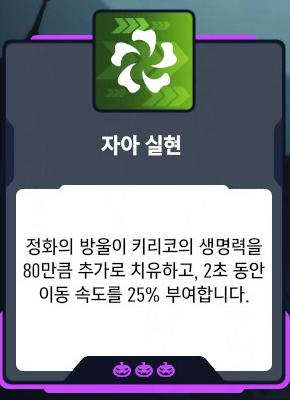 자아 실현
정화의 방울이 키리코의 생명력을
80만큼 추가로 치유하고, 2초 동안
이동 속도를 25% 부여합니다.